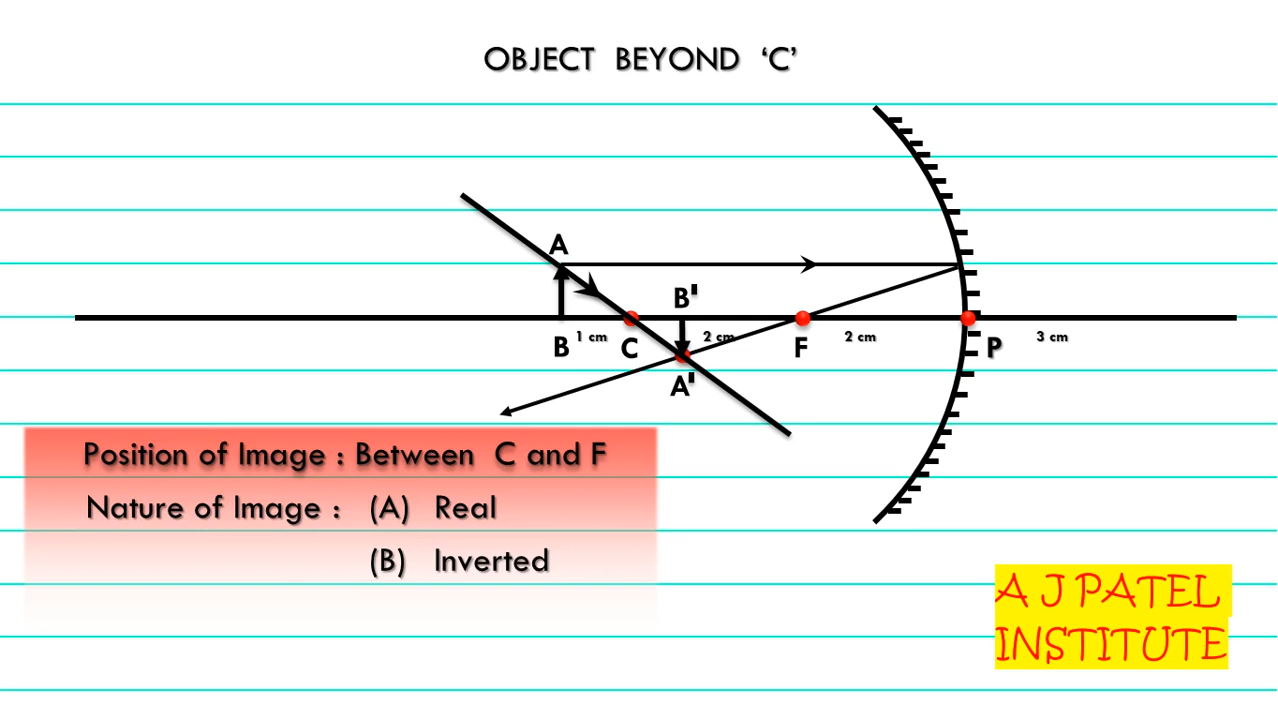 OBJECT BEYOND ‘C’
A
B'
B 1 cm C 2 cm F 2 cm P 3 cm
A'
Position of Image : Between C and F
Nature of Image : (A) Real
(B) Inverted
A J PATEL
INSTITUTE